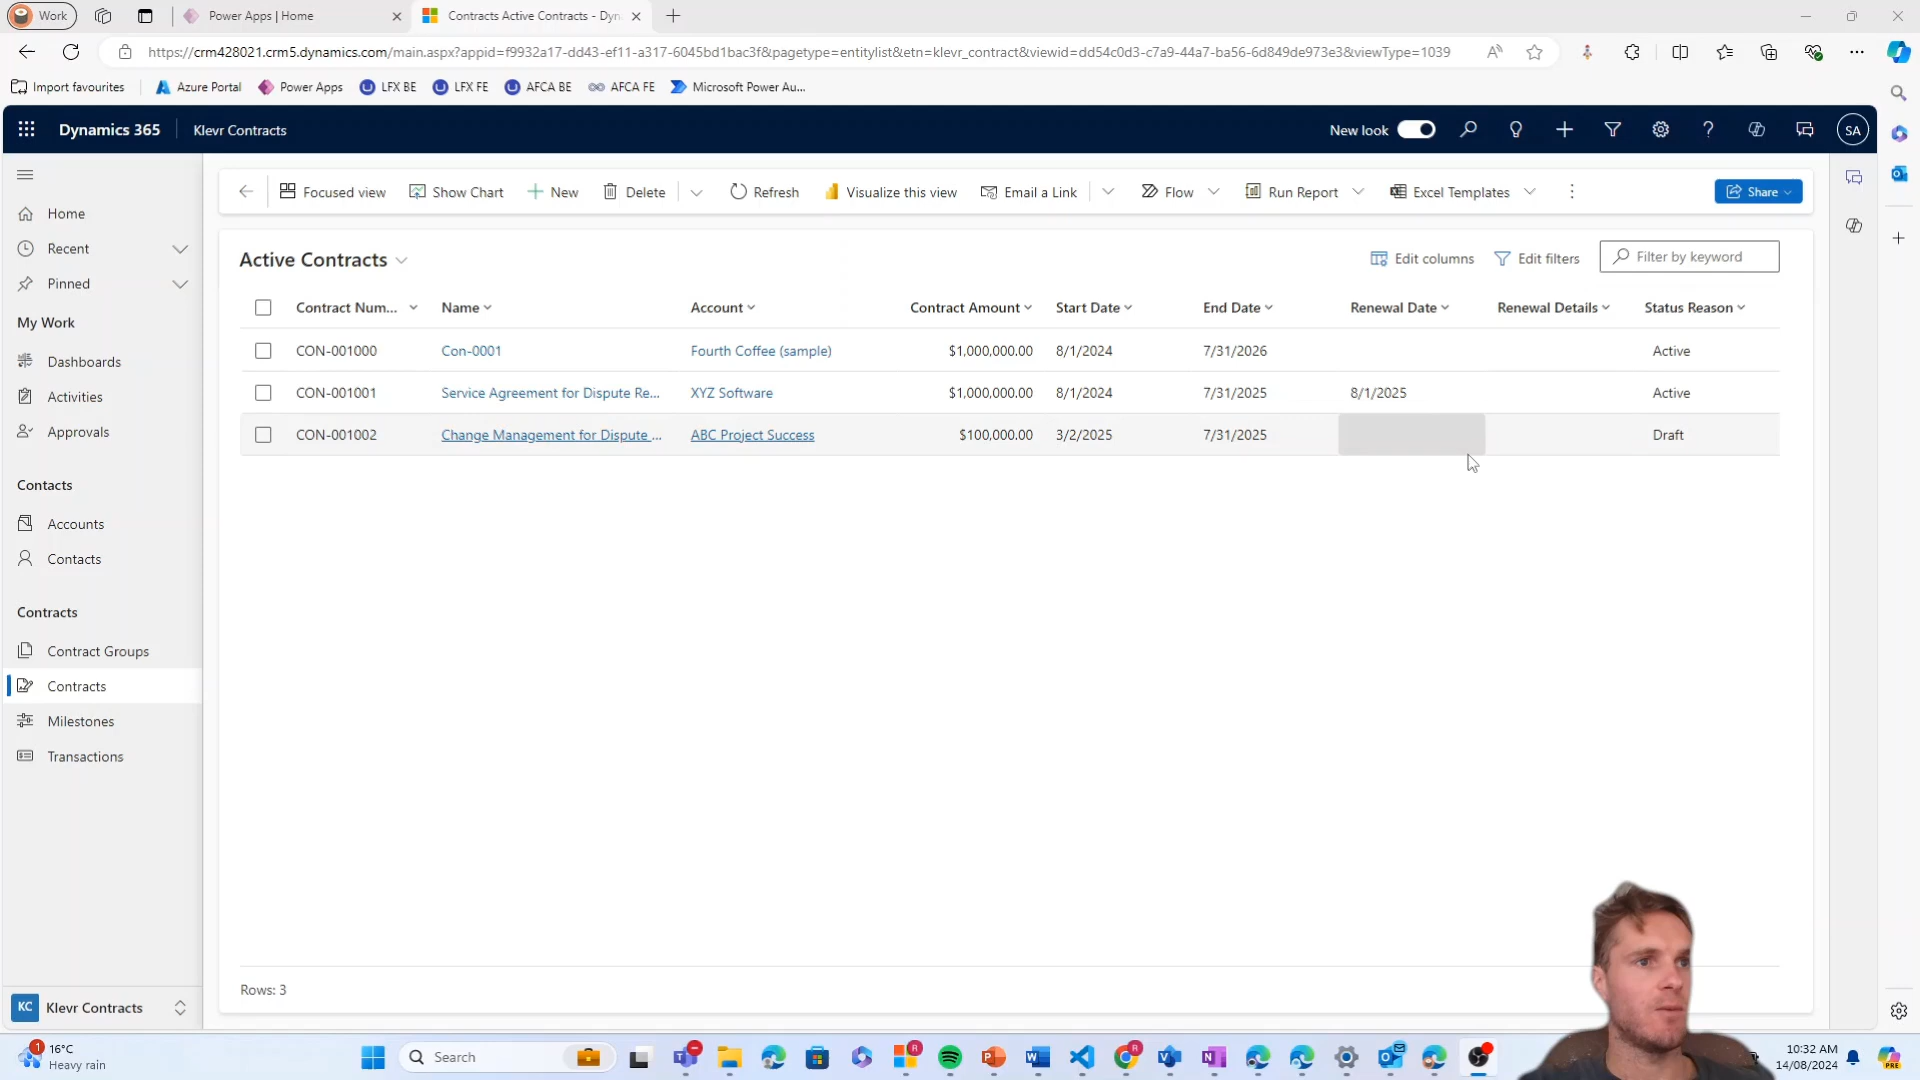 Work
Power Apps | Home
Contracts Active Contracts - Dyn
https://crm428021.crm5.dynamics.com/main.aspx?appid=f9932a17-dd43-ef11-a317-6045bd1bac3f&pagetype=entitylist&etn=klevr_contract&viewid=dd54c0d3-c7a9-44a7-ba56-6d849de973e3&viewType=1039
Import favourites
Azure Portal
Power Apps
LFX BE
LFX FE
AFCA BE
AFCA FE
Microsoft Power Au...
Dynamics 365
Klevr Contracts
New look
SA
Focused view
Show Chart
New
Delete
Refresh
Visualize this view
Email a Link
Flow
Run Report
Excel Templates
Share
Home
Recent
Pinned
My Work
Dashboards
Activities
Approvals
Contacts
Accounts
Contacts
Contracts
Contract Groups
Contracts
Milestones
Transactions
KC Klevr Contracts
Active Contracts
Edit columns
Edit filters
Filter by keyword
Contract Num... Name Account Contract Amount Start Date End Date Renewal Date Renewal Details Status Reason
CON-001000 Con-0001 Fourth Coffee (sample) $1,000,000.00 8/1/2024 7/31/2026 Active
CON-001001 Service Agreement for Dispute Re... XYZ Software $1,000,000.00 8/1/2024 7/31/2025 8/1/2025 Active
CON-001002 Change Management for Dispute ... ABC Project Success $100,000.00 3/2/2025 7/31/2025 Draft
Rows: 3
1
16°C
Heavy rain
Search
R
R
10:32 AM
14/08/2024
PRE